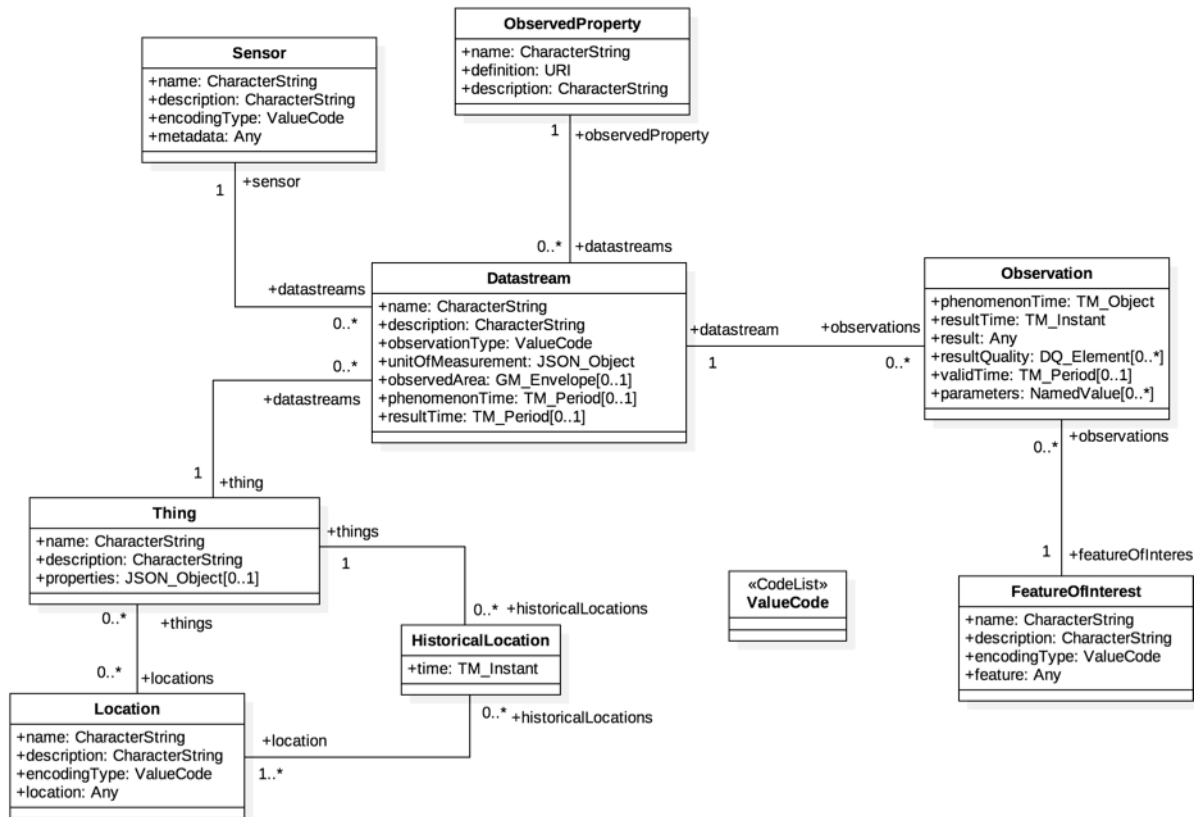 ObservedProperty
+name: CharacterString
+definition: URI
+description: CharacterString
Sensor
+name: CharacterString
+description: CharacterString
+encodingType: ValueCode
+metadata: Any
1
+observedProperty
1
+sensor
0..*
+datastreams
+datastreams
0..*
Datastream
+name: CharacterString
+description: CharacterString
+observationType: ValueCode
+unitOfMeasurement: JSON_Object
+observedArea: GM_Envelope[0..1]
+phenomenonTime: TM_Period[0..1]
+resultTime: TM_Period[0..1]
+datastream
1
+observations
0..*
Observation
+phenomenonTime: TM_Object
+resultTime: TM_Instant
+result: Any
+resultQuality: DQ_Element[0..*]
+validTime: TM_Period[0..1]
+parameters: NamedValue[0..*]
0..*
+datastreams
0..*
+observations
1
+thing
Thing
+name: CharacterString
+description: CharacterString
+properties: JSON_Object[0..1]
+things
1
1
+featureOfInteres
«CodeList»
ValueCode
FeatureOfInterest
+name: CharacterString
+description: CharacterString
+encodingType: ValueCode
+feature: Any
0..*
+things
0..*
+historicalLocations
HistoricalLocation
+time: TM_Instant
0..*
+locations
0..*
+historicalLocations
Location
+name: CharacterString
+description: CharacterString
+encodingType: ValueCode
+location: Any
+location
1..*